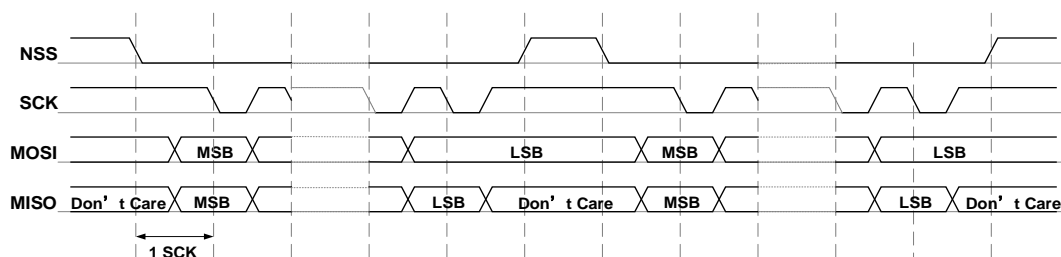 NSS
SCK
MOSI MSB LSB MSB LSB
MISO Don't Care MSB LSB Don't Care MSB LSB Don't Care
1 SCK